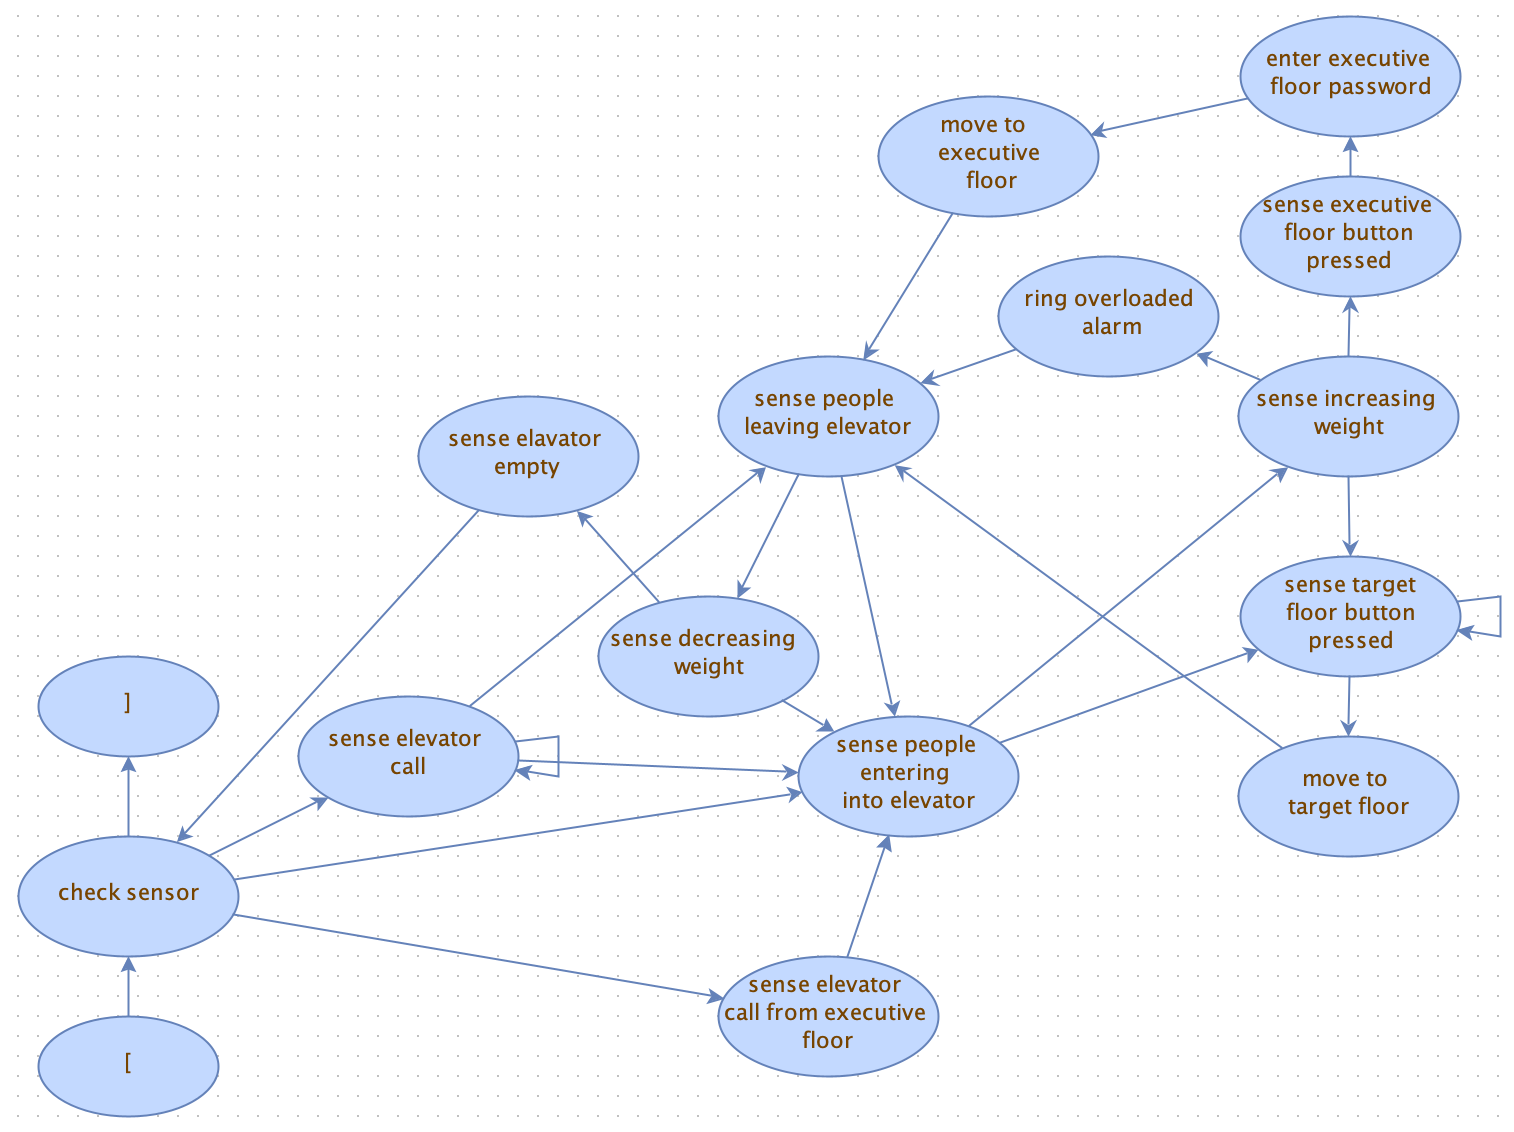 enter executive
floor password
move to
executive
floor
sense executive
floor button
pressed
ring overloaded
alarm
sense people
leaving elevator
sense increasing
weight
sense elavator
empty
sense target
floor button
pressed
sense decreasing
weight
]
sense elevator
call
sense people
entering
into elevator
move to
target floor
check sensor
sense elevator
call from executive
floor
[